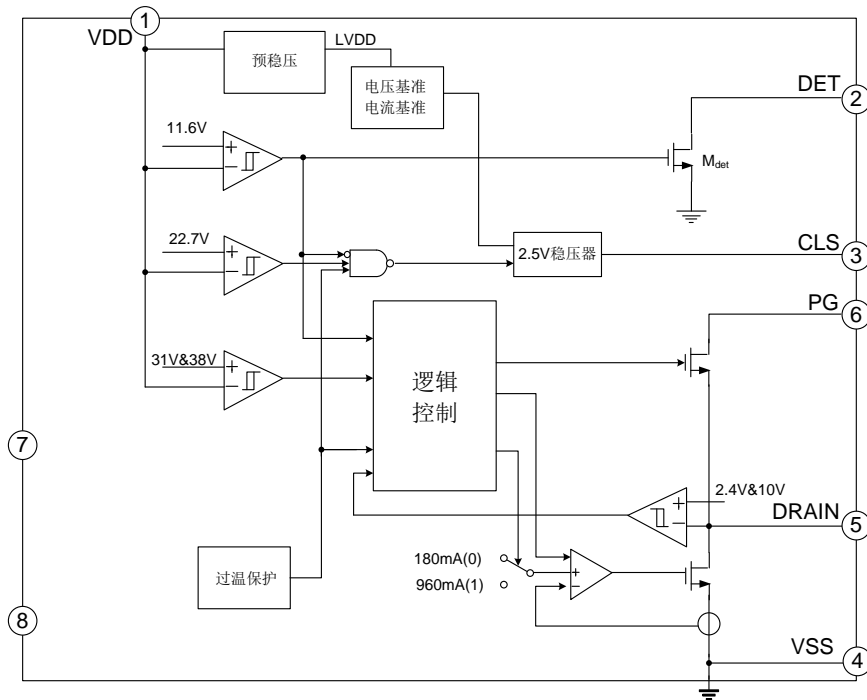 1
VDD
预稳压
LVDD
电压基准
电流基准
DET
2
11.6V
+
−
Mdet
22.7V
+
−
2.5V稳压器
CLS
3
PG
6
31V&38V
+
−
逻辑
控制
7
2.4V&10V
+
−
DRAIN
5
过温保护
180mA(0)
960mA(1)
+
−
8
VSS
4